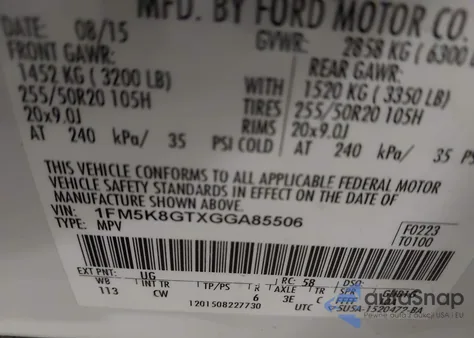 MFD. BY FORD MOTOR CO.
DATE: 08/15 GVWR: 2858 KG (6300
FRONT GAWR: REAR GAWR:
1452 KG (3200 LB) WITH 1520 KG (3350 LB)
255/50R20 105H TIRES 255/50R20 105H
20x9.0J RIMS 20x9.0J
AT 240 kPa/ 35 PSI COLD AT 240 kPa/ 35 PS
THIS VEHICLE CONFORMS TO ALL APPLICABLE FEDERAL MOTOR
VEHICLE SAFETY STANDARDS IN EFFECT ON THE DATE OF
MANUFACTURE SHOWN ABOVE.
VIN: 1FM5K8GTXGGA85506
TYPE: MPV
F0223
T0100
EXT PNT: UG RC: 58 DSO:
WB INT TR TP/PS R AXLE TR SPR
113 CW 6 3E C
1201508227730 UTC
autoSnap